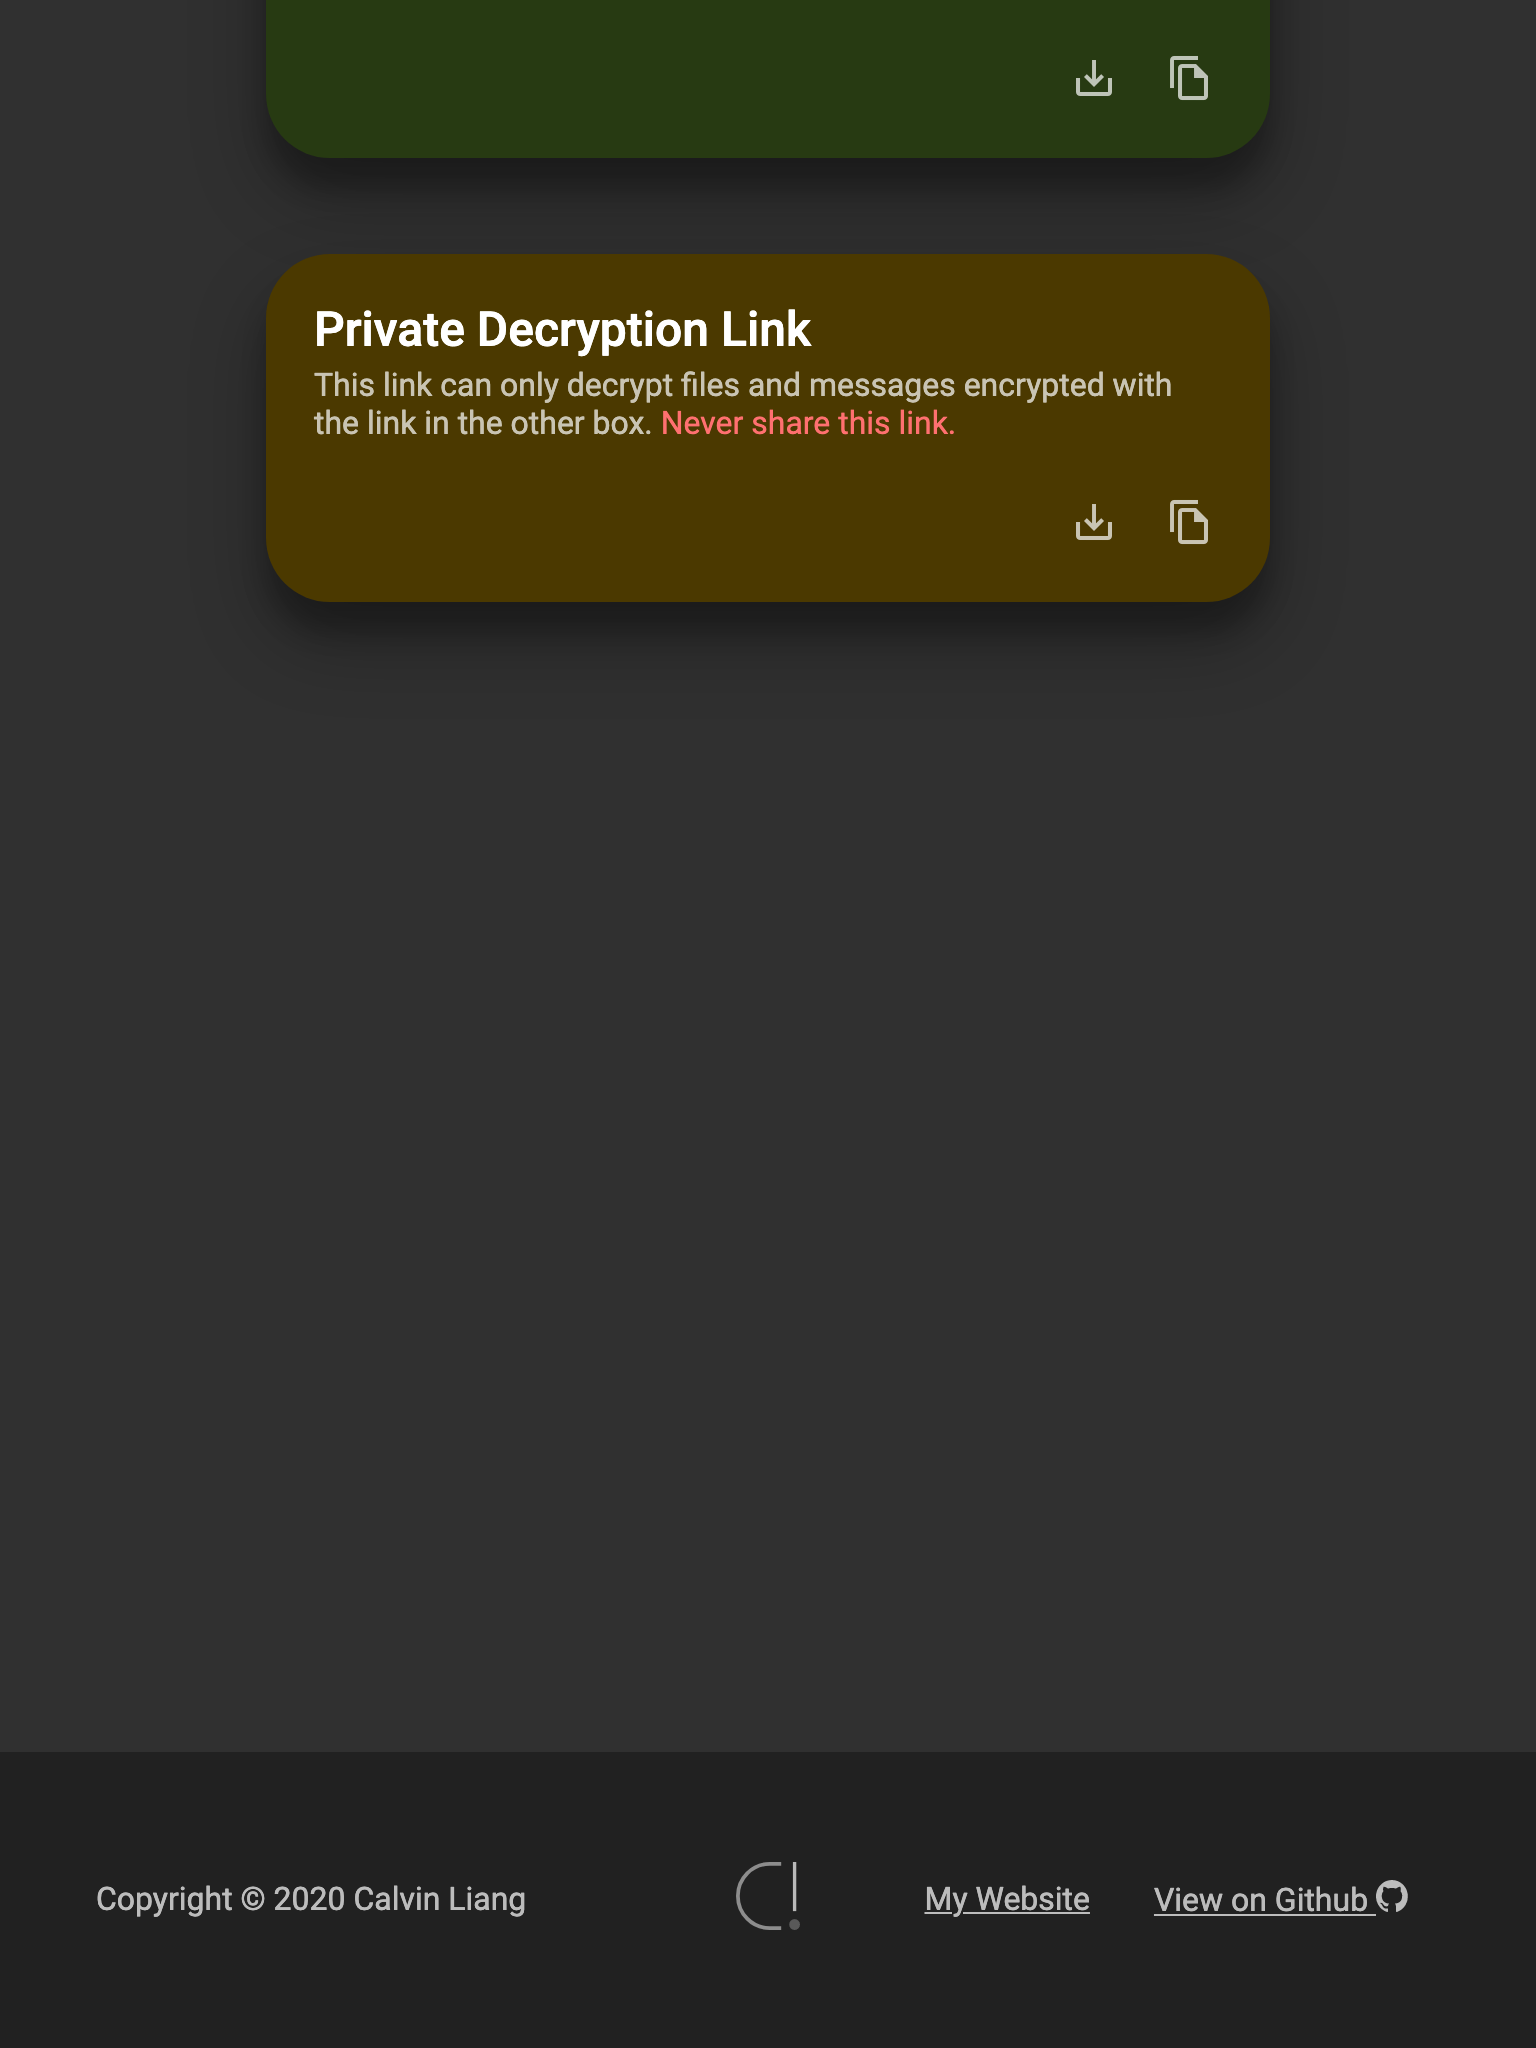 Private Decryption Link
This link can only decrypt files and messages encrypted with
the link in the other box. Never share this link.
Copyright © 2020 Calvin Liang
My Website
View on Github